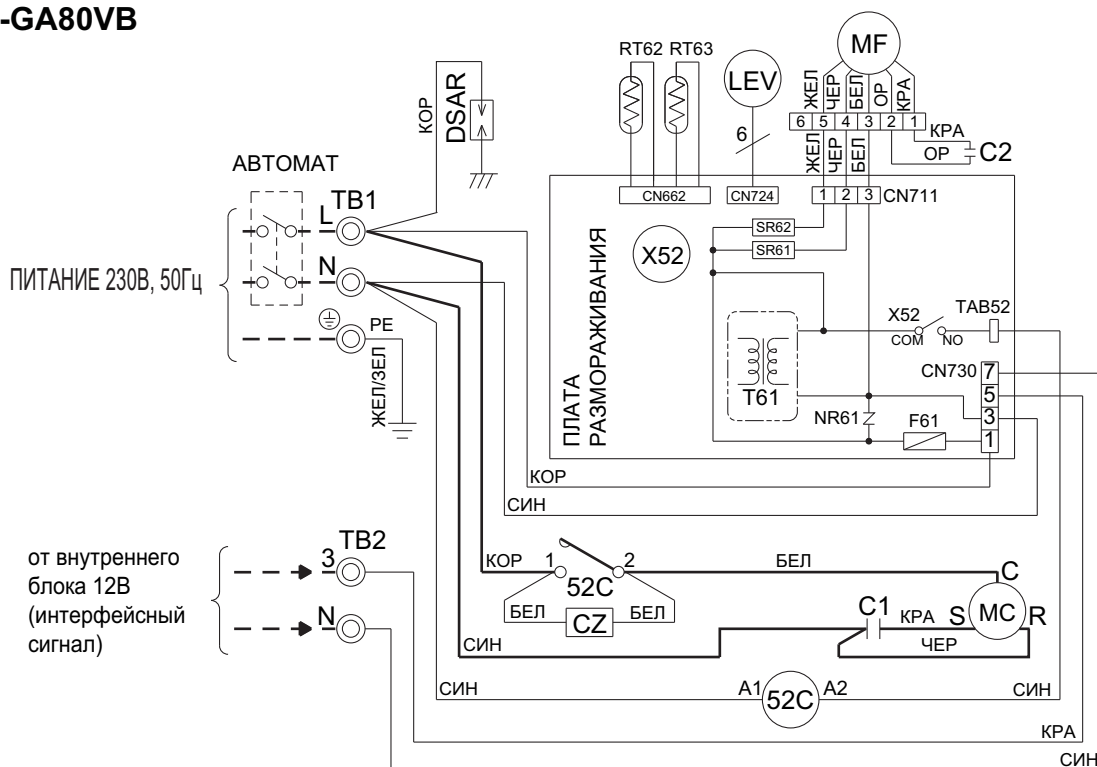 -GA80VB
RT62 RT63
MF
LEV
DSAR
КОР
ЖЕЛ
ЧЕР
БЕЛ
ОР
КРА
6 5 4 3 2 1
КРА
ОР
C2
6
ЖЕЛ
ЧЕР
БЕЛ
АВТОМАТ
L
TB1
N
PE
ЖЕЛ/ЗЕЛ
ПИТАНИЕ 230В, 50Гц
CN662
CN724
1 2 3
CN711
SR62
SR61
X52
X52
COM
NO
TAB52
CN730
7
5
3
1
T61
NR61
F61
ПЛАТА
РАЗМОРАЖИВАНИЯ
КОР
СИН
от внутреннего
блока 12В
(интерфейсный
сигнал)
3
TB2
N
КОР
1
2
52C
БЕЛ
CZ
БЕЛ
БЕЛ
C
C1
КРА
S
MC
R
ЧЕР
СИН
СИН
A1
52C
A2
СИН
КРА
СИН